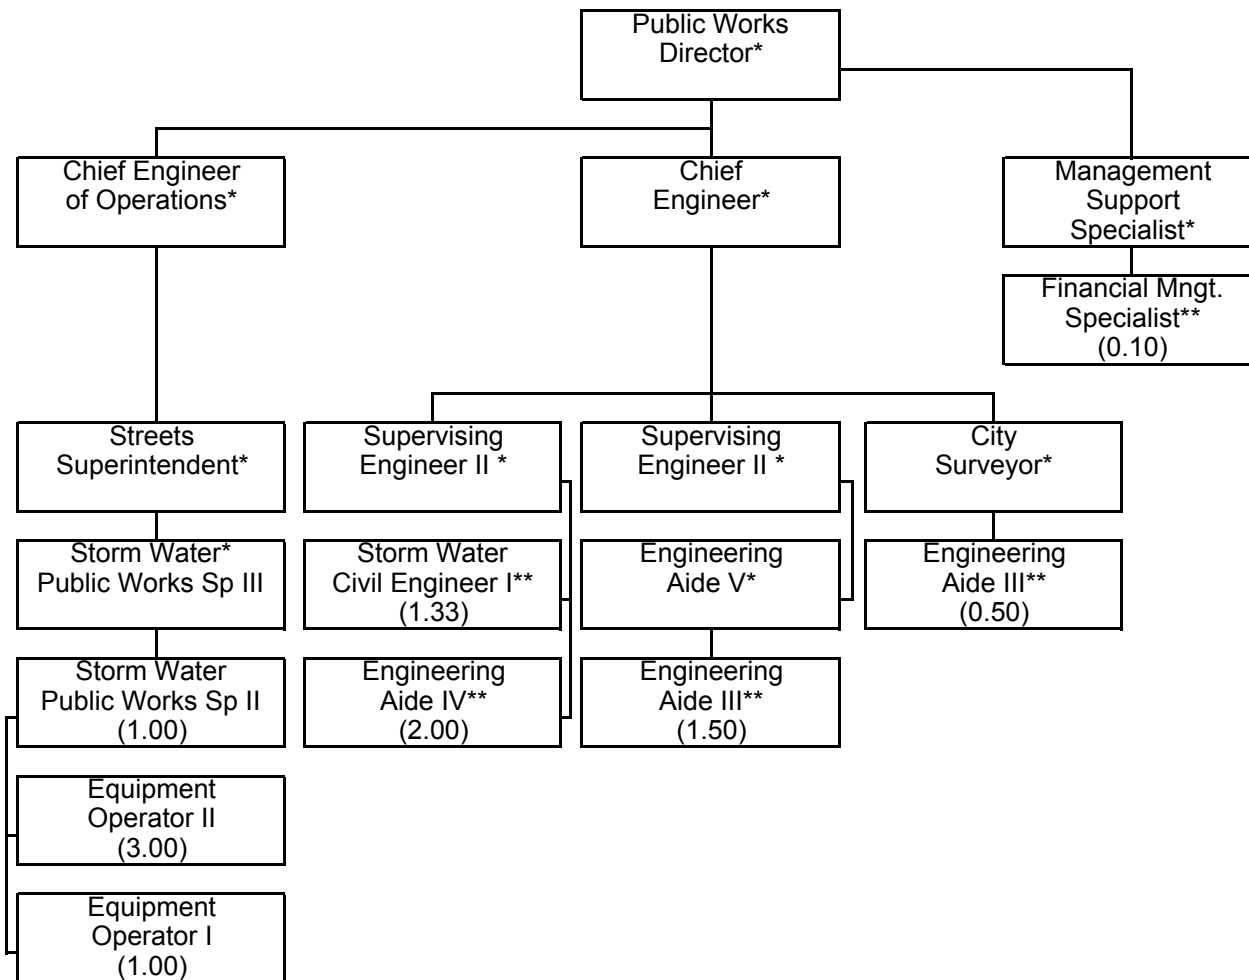 Public Works
Director*
Chief Engineer
of Operations*
Chief
Engineer*
Management
Support
Specialist*
Financial Mngt.
Specialist**
(0.10)
Streets
Superintendent*
Supervising
Engineer II *
Supervising
Engineer II *
City
Surveyor*
Storm Water*
Public Works Sp III
Storm Water
Civil Engineer I**
(1.33)
Engineering
Aide V*
Engineering
Aide III**
(0.50)
Storm Water
Public Works Sp II
(1.00)
Engineering
Aide IV**
(2.00)
Engineering
Aide III**
(1.50)
Equipment
Operator II
(3.00)
Equipment
Operator I
(1.00)